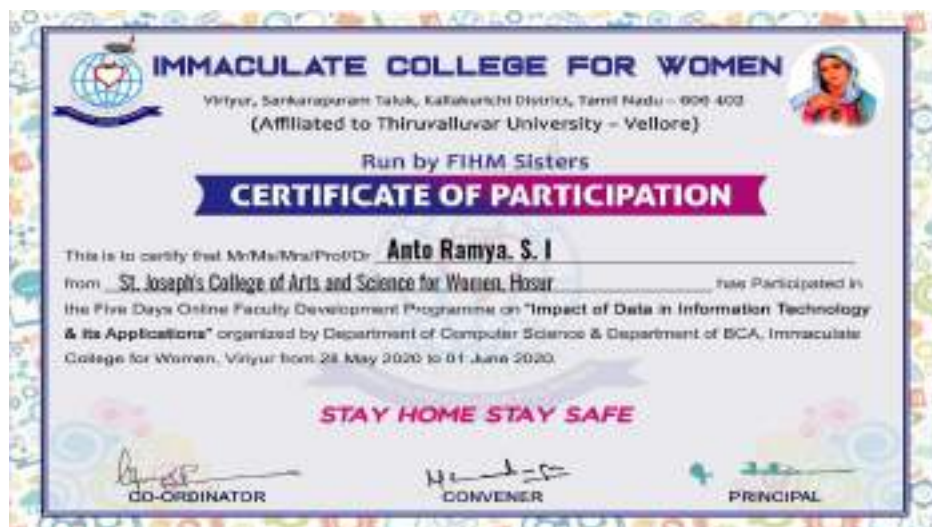 IMMACULATE COLLEGE FOR WOMEN
Viriyur, Sankarapuram Taluk, Kallakurichi District, Tamil Nadu - 606 402
(Affiliated to Thiruvalluvar University - Vellore)
Run by FIHM Sisters
CERTIFICATE OF PARTICIPATION
This is to certify that Mr/Ms/Mrs/Prof/Dr Anto Ramya. S. I
from St. Joseph's College of Arts and Science for Women, Hosur has Participated in
the Five Days Online Faculty Development Programme on "Impact of Data in Information Technology
& its Applications" organized by Department of Computer Science & Department of BCA, Immaculate
College for Women, Viriyur from 28 May 2020 to 01 June 2020.
STAY HOME STAY SAFE
CO-ORDINATOR CONVENER PRINCIPAL